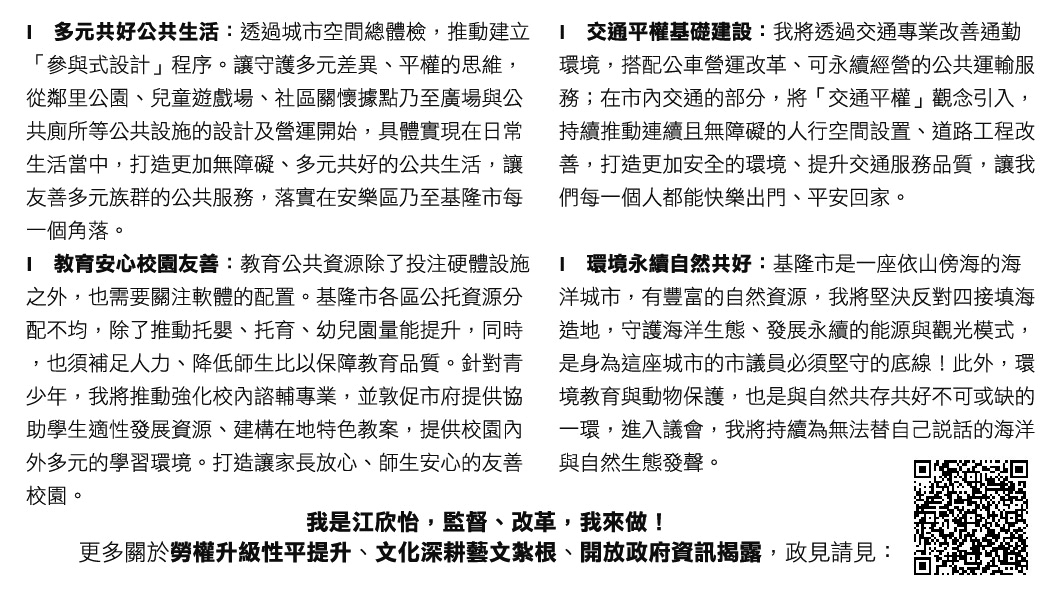 I 多元共好公共生活：透過城市空間總體檢，推動建立
「參與式設計」程序。讓守護多元差異、平權的思維，
從鄰里公園、兒童遊戲場、社區關懷據點乃至廣場與公
共廁所等公共設施的設計及營運開始，具體實現在日常
生活當中，打造更加無障礙、多元共好的公共生活，讓
友善多元族群的公共服務，落實在安樂區乃至基隆市每
一個角落。
I 教育安心校園友善：教育公共資源除了投注硬體設施
之外，也需要關注軟體的配置。基隆市各區公托資源分
配不均，除了推動托嬰、托育、幼兒園量能提升，同時
，也須補足人力、降低師生比以保障教育品質。針對青
少年，我將推動強化校內諮輔專業，並敦促市府提供協
助學生適性發展資源、建構在地特色教案，提供校園內
外多元的學習環境。打造讓家長放心、師生安心的友善
校園。
I 交通平權基礎建設：我將透過交通專業改善通勤
環境，搭配公車營運改革、可永續經營的公共運輸服
務；在市內交通的部分，將「交通平權」觀念引入，
持續推動連續且無障礙的人行空間設置、道路工程改
善，打造更加安全的環境、提升交通服務品質，讓我
們每一個人都能快樂出門、平安回家。
I 環境永續自然共好：基隆市是一座依山傍海的海
洋城市，有豐富的自然資源，我將堅決反對四接填海
造地，守護海洋生態、發展永續的能源與觀光模式，
是身為這座城市的市議員必須堅守的底線！此外，環
境教育與動物保護，也是與自然共存共好不可或缺的
一環，進入議會，我將持續為無法替自己說話的海洋
與自然生態發聲。
我是江欣怡，監督、改革，我來做！
更多關於勞權升級性平提升、文化深耕藝文紮根、開放政府資訊揭露，政見請見：